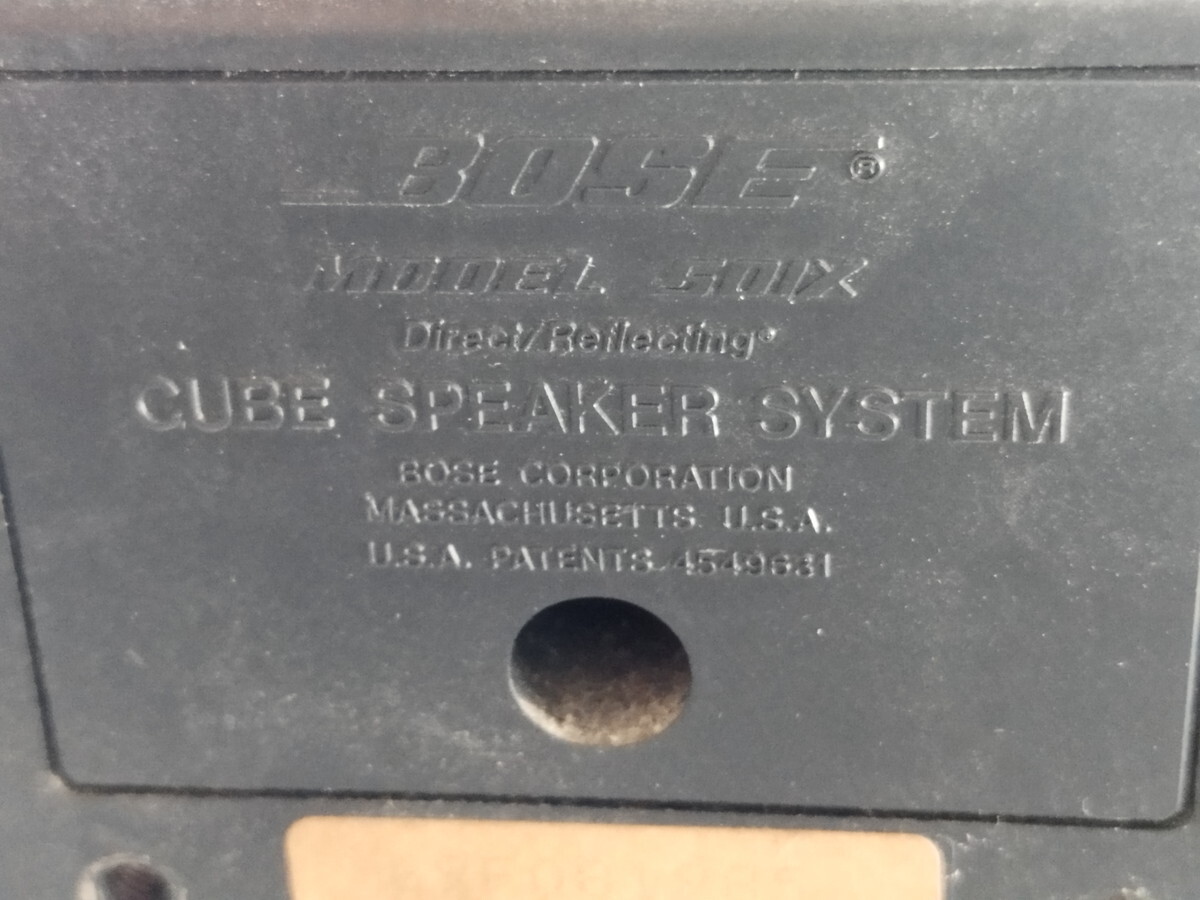 BOSE®
MODEL 501X
Direct/Reflecting®
CUBE SPEAKER SYSTEM
BOSE CORPORATION
MASSACHUSETTS U.S.A.
U.S.A. PATENTS 4549631